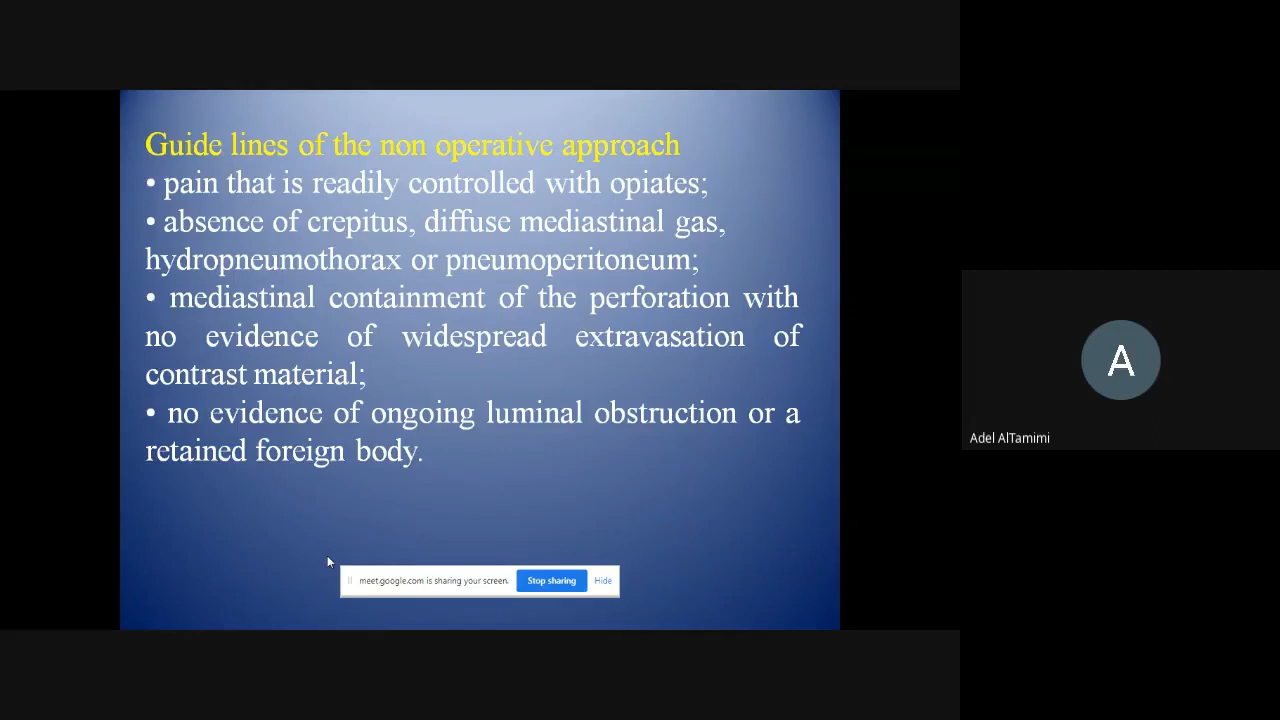 Guide lines of the non operative approach
• pain that is readily controlled with opiates;
• absence of crepitus, diffuse mediastinal gas,
hydropneumothorax or pneumoperitoneum;
• mediastinal containment of the perforation with
no evidence of widespread extravasation of
contrast material;
• no evidence of ongoing luminal obstruction or a
retained foreign body.
meet.google.com is sharing your screen. Stop sharing Hide
A
Adel AlTamimi